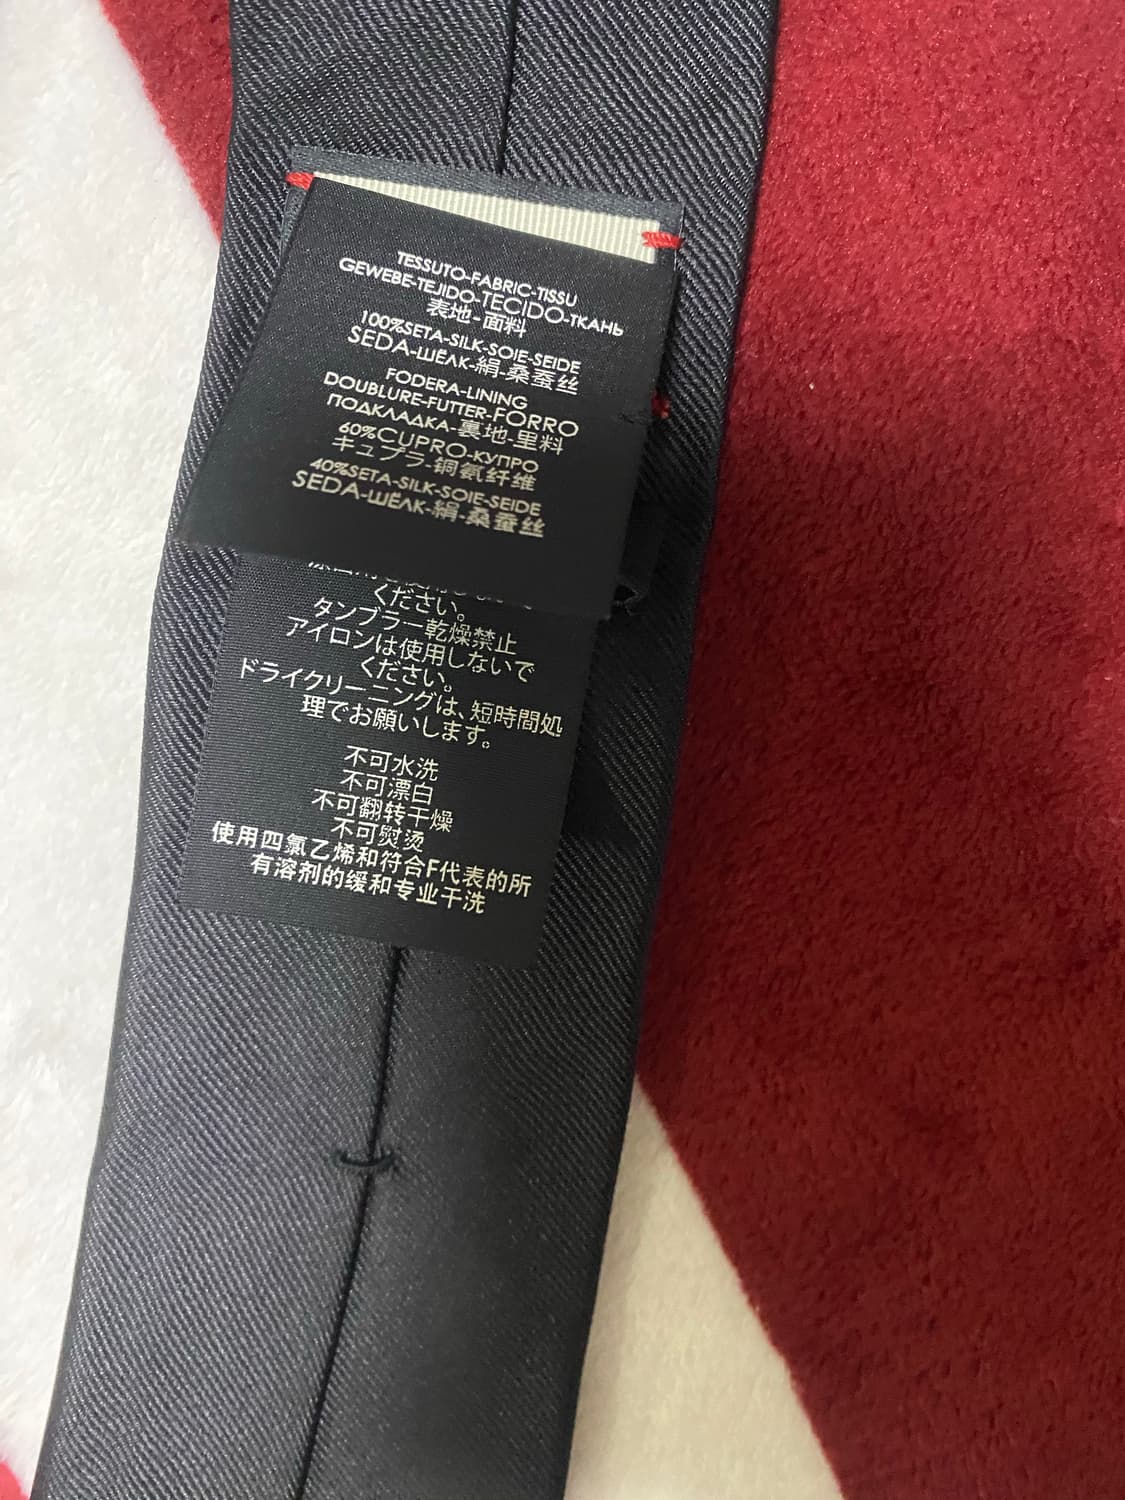 TESSUTO-FABRIC-TISSU
GEWEBE-TEJIDO-TECIDO-ТКАНЬ
表地-面料
100%SETA-SILK-SOIE-SEIDE
SEDA-ШЁЛК-絹-桑蚕丝
FODERA-LINING
DOUBLURE-FUTTER-FORRO
ПОДКЛАДКА-裏地-里料
60%CUPRO-КУПРО
キュプラ-铜氨纤维
40%SETA-SILK-SOIE-SEIDE
SEDA-ШЁЛК-絹-桑蚕丝
ください。
タンブラー乾燥禁止
アイロンは使用しないで
ください。
ドライクリーニングは、短時間処
理でお願いします。
不可水洗
不可漂白
不可翻转干燥
不可熨烫
使用四氯乙烯和符合F代表的所
有溶剂的缓和专业干洗